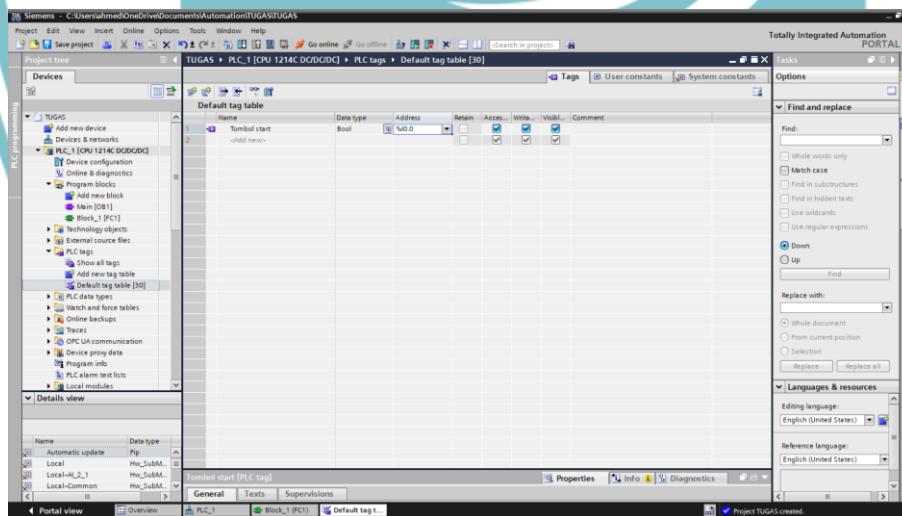 Siemens - C:\Users\ahmed\OneDrive\Documents\Automation\TUGAS\TUGAS
Project Edit View Insert Online Options Tools Window Help
Totally Integrated Automation
PORTAL
Save project Go online Go offline <Search in project>
Project tree
TUGAS ▸ PLC_1 [CPU 1214C DC/DC/DC] ▸ PLC tags ▸ Default tag table [30]
Tasks
Devices
Tags User constants System constants
Options
Default tag table
Find and replace
PLC programming
Name Data type Address Retain Acces... Writa... Visibl... Comment
1 Tombol start Bool %I0.0
2 <Add new>
TUGAS
Add new device
Devices & networks
PLC_1 [CPU 1214C DC/DC/DC]
Device configuration
Online & diagnostics
Program blocks
Add new block
Main [OB1]
Block_1 [FC1]
Technology objects
External source files
PLC tags
Show all tags
Add new tag table
Default tag table [30]
PLC data types
Watch and force tables
Online backups
Traces
OPC UA communication
Device proxy data
Program info
PLC alarm text lists
Local modules
Find:
Whole words only
Match case
Find in substructures
Find in hidden texts
Use wildcards
Use regular expressions
Down
Up
Find
Replace with:
Whole document
From current position
Selection
Replace Replace all
Languages & resources
Editing language:
English (United States)
Reference language:
English (United States)
Details view
Name Data type
Automatic update Pip
Local Hw_SubM...
Local~AI_2_1 Hw_SubM...
Local~Common Hw_SubM...
Tombol start [PLC tag]
Properties Info Diagnostics
General Texts Supervisions
Portal view Overview PLC_1 Block_1 (FC1) Default tag t...
Project TUGAS created.